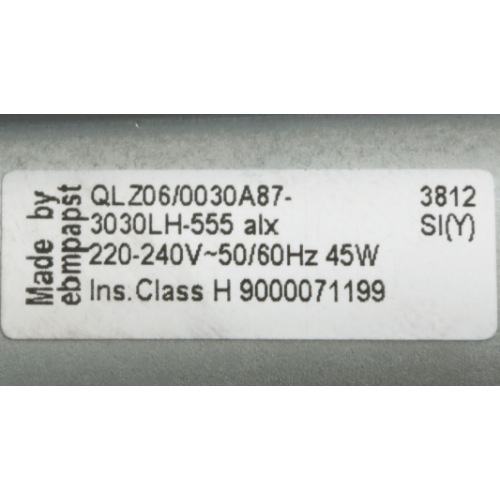 Made by
ebmpapst
QLZ06/0030A87-
3030LH-555 alx
220-240V~50/60Hz 45W
Ins.Class H 9000071199
3812
SI(Y)